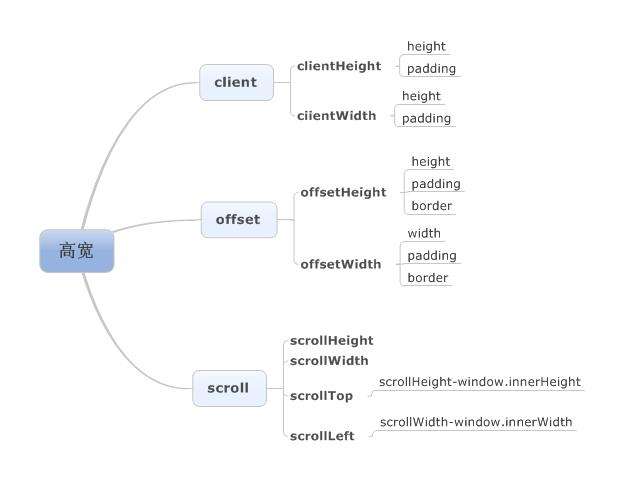 高宽
client
clientHeight
height
padding
ciientWidth
height
padding
offset
offsetHeight
height
padding
border
offsetWidth
width
padding
border
scroll
scrollHeight
scrollWidth
scrollTop
scrollHeight-window.innerHeight
scrollLeft
scrollWidth-window.innerWidth